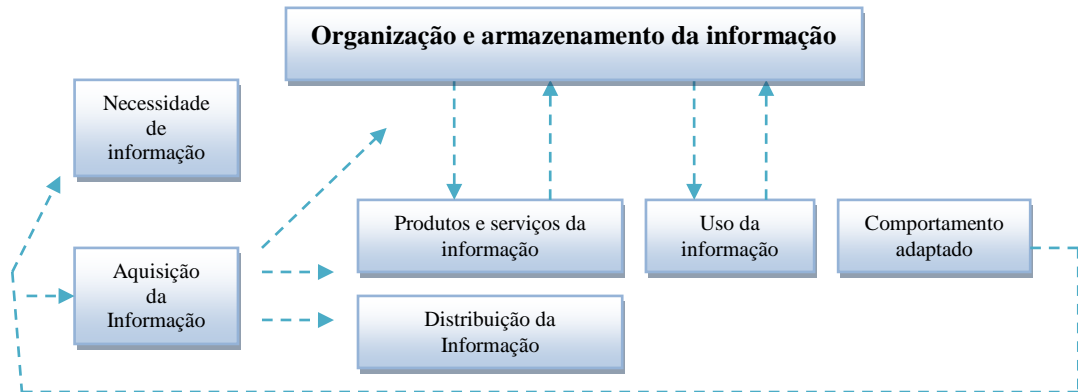 Organização e armazenamento da informação
Necessidade
de
informação
Produtos e serviços da
informação
Uso da
informação
Comportamento
adaptado
Aquisição
da
Informação
Distribuição da
Informação